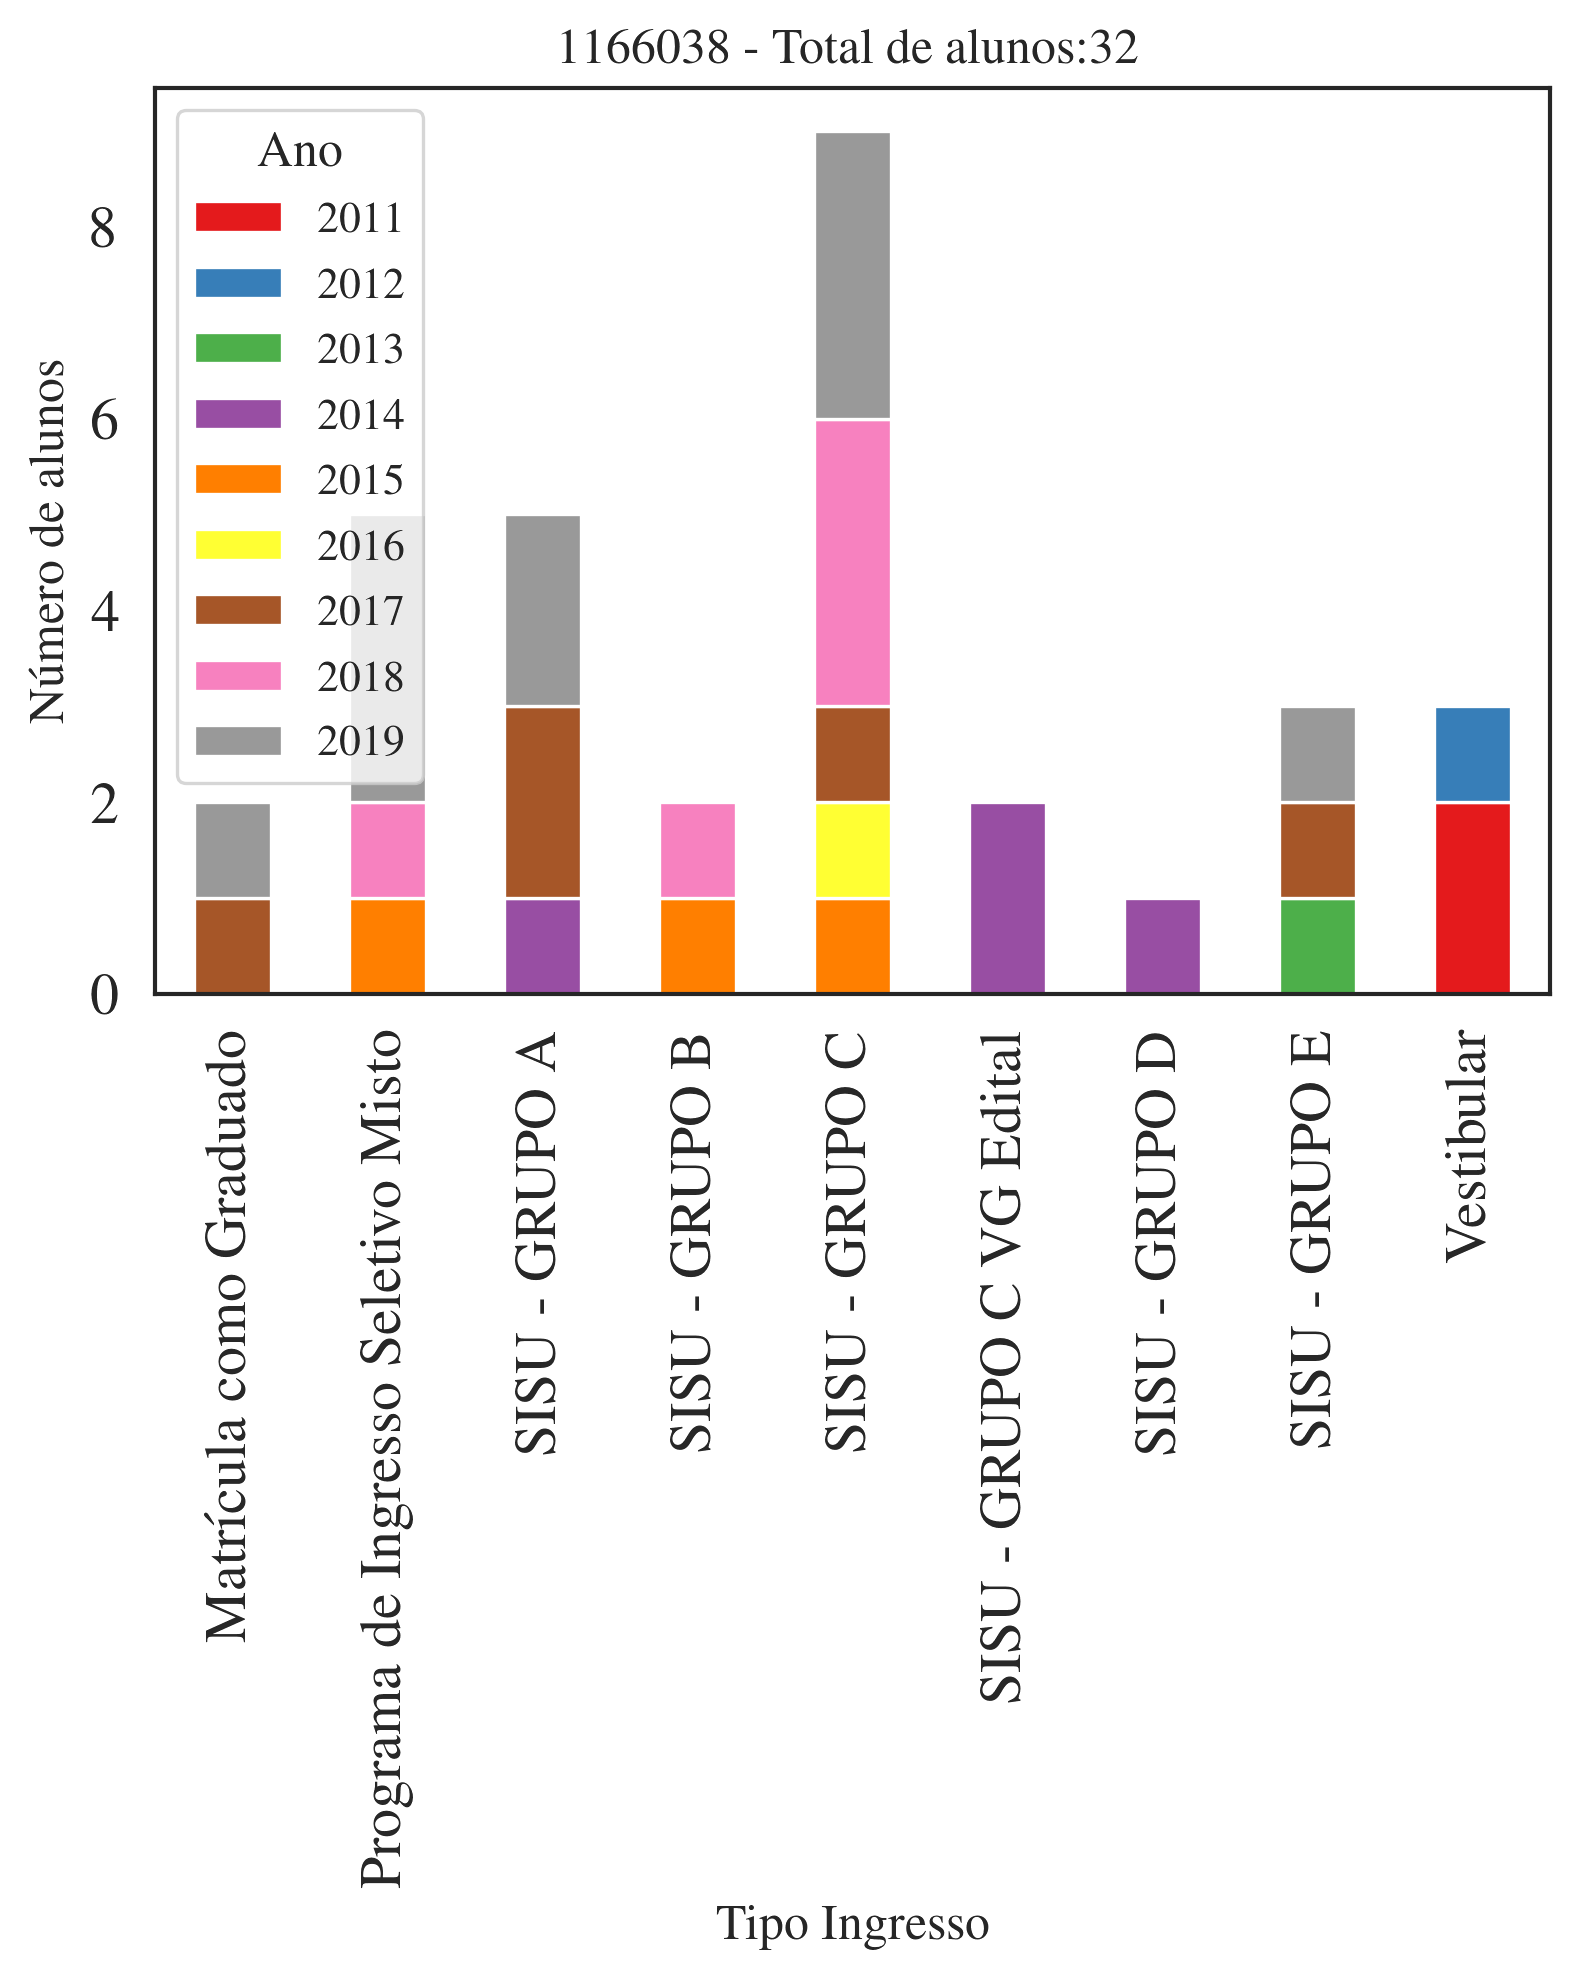 1166038 - Total de alunos:32
Ano
2011
2012
2013
2014
2015
2016
2017
2018
2019
Número de alunos
8
6
4
2
0
Matrícula como Graduado
Programa de Ingresso Seletivo Misto
SISU - GRUPO A
SISU - GRUPO B
SISU - GRUPO C
SISU - GRUPO C VG Edital
SISU - GRUPO D
SISU - GRUPO E
Vestibular
Tipo Ingresso